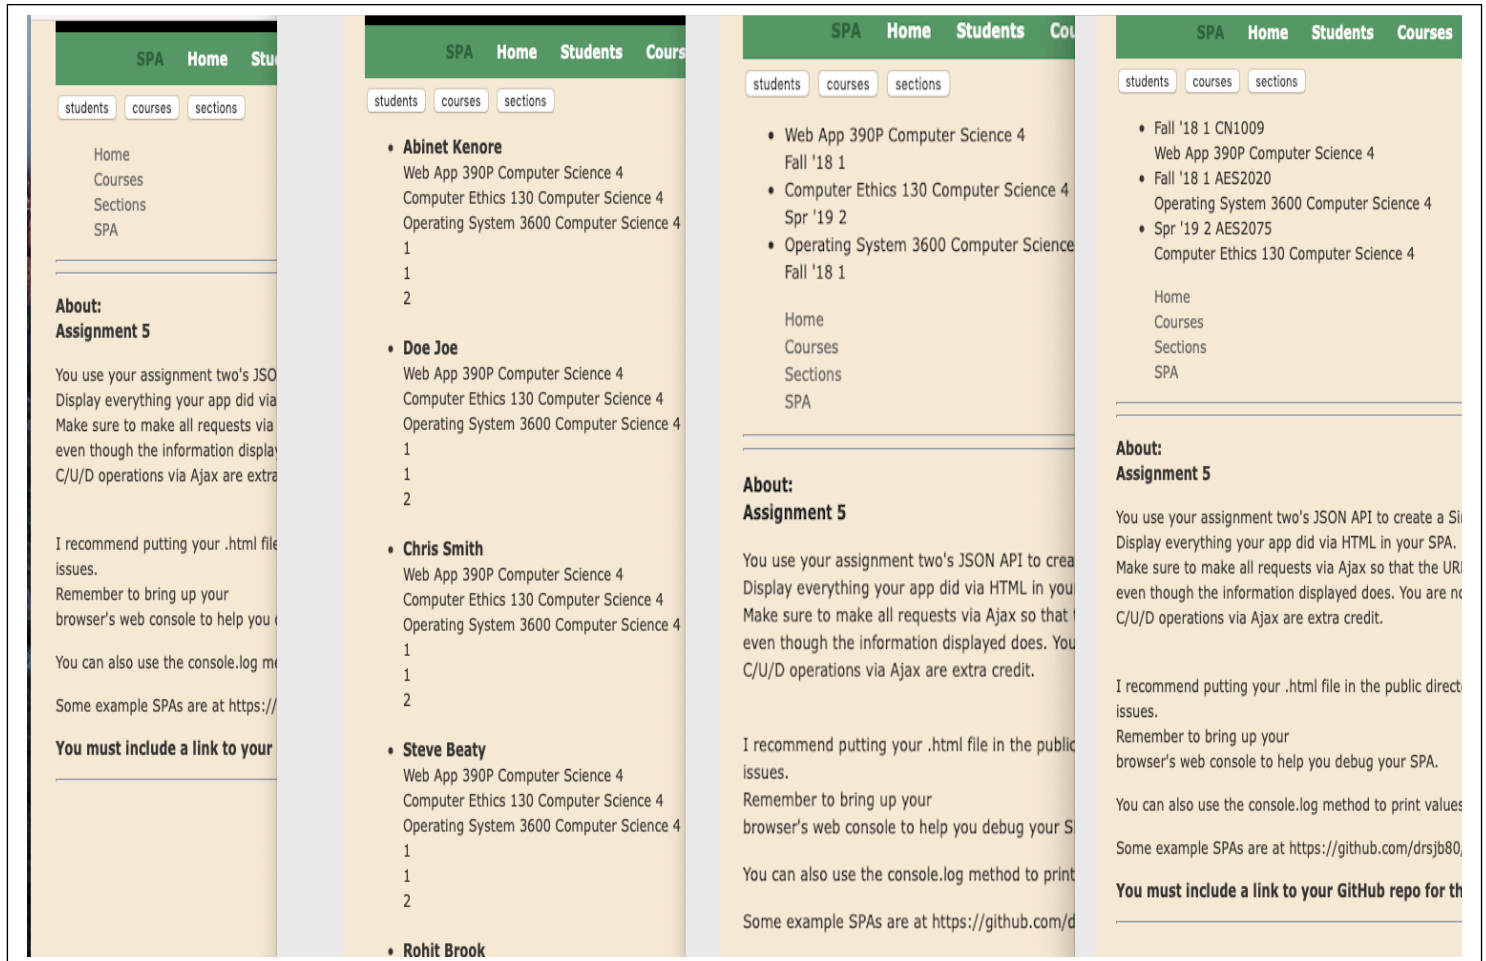 SPA Home Stu
students courses sections
Home
Courses
Sections
SPA
About:
Assignment 5
You use your assignment two's JSO
Display everything your app did via
Make sure to make all requests via
even though the information display
C/U/D operations via Ajax are extra
I recommend putting your .html file
issues.
Remember to bring up your
browser's web console to help you
You can also use the console.log me
Some example SPAs are at https://
You must include a link to your
SPA Home Students Cours
students courses sections
• Abinet Kenore
Web App 390P Computer Science 4
Computer Ethics 130 Computer Science 4
Operating System 3600 Computer Science 4
1
1
2
• Doe Joe
Web App 390P Computer Science 4
Computer Ethics 130 Computer Science 4
Operating System 3600 Computer Science 4
1
1
2
• Chris Smith
Web App 390P Computer Science 4
Computer Ethics 130 Computer Science 4
Operating System 3600 Computer Science 4
1
1
2
• Steve Beaty
Web App 390P Computer Science 4
Computer Ethics 130 Computer Science 4
Operating System 3600 Computer Science 4
1
1
2
• Rohit Brook
SPA Home Students Cou
students courses sections
• Web App 390P Computer Science 4
Fall '18 1
• Computer Ethics 130 Computer Science 4
Spr '19 2
• Operating System 3600 Computer Science
Fall '18 1
Home
Courses
Sections
SPA
About:
Assignment 5
You use your assignment two's JSON API to crea
Display everything your app did via HTML in your
Make sure to make all requests via Ajax so that
even though the information displayed does. You
C/U/D operations via Ajax are extra credit.
I recommend putting your .html file in the public
issues.
Remember to bring up your
browser's web console to help you debug your S
You can also use the console.log method to print
Some example SPAs are at https://github.com/d
SPA Home Students Courses
students courses sections
• Fall '18 1 CN1009
Web App 390P Computer Science 4
• Fall '18 1 AES2020
Operating System 3600 Computer Science 4
• Spr '19 2 AES2075
Computer Ethics 130 Computer Science 4
Home
Courses
Sections
SPA
About:
Assignment 5
You use your assignment two's JSON API to create a Si
Display everything your app did via HTML in your SPA.
Make sure to make all requests via Ajax so that the URL
even though the information displayed does. You are no
C/U/D operations via Ajax are extra credit.
I recommend putting your .html file in the public direct
issues.
Remember to bring up your
browser's web console to help you debug your SPA.
You can also use the console.log method to print values
Some example SPAs are at https://github.com/drsjb80/
You must include a link to your GitHub repo for th